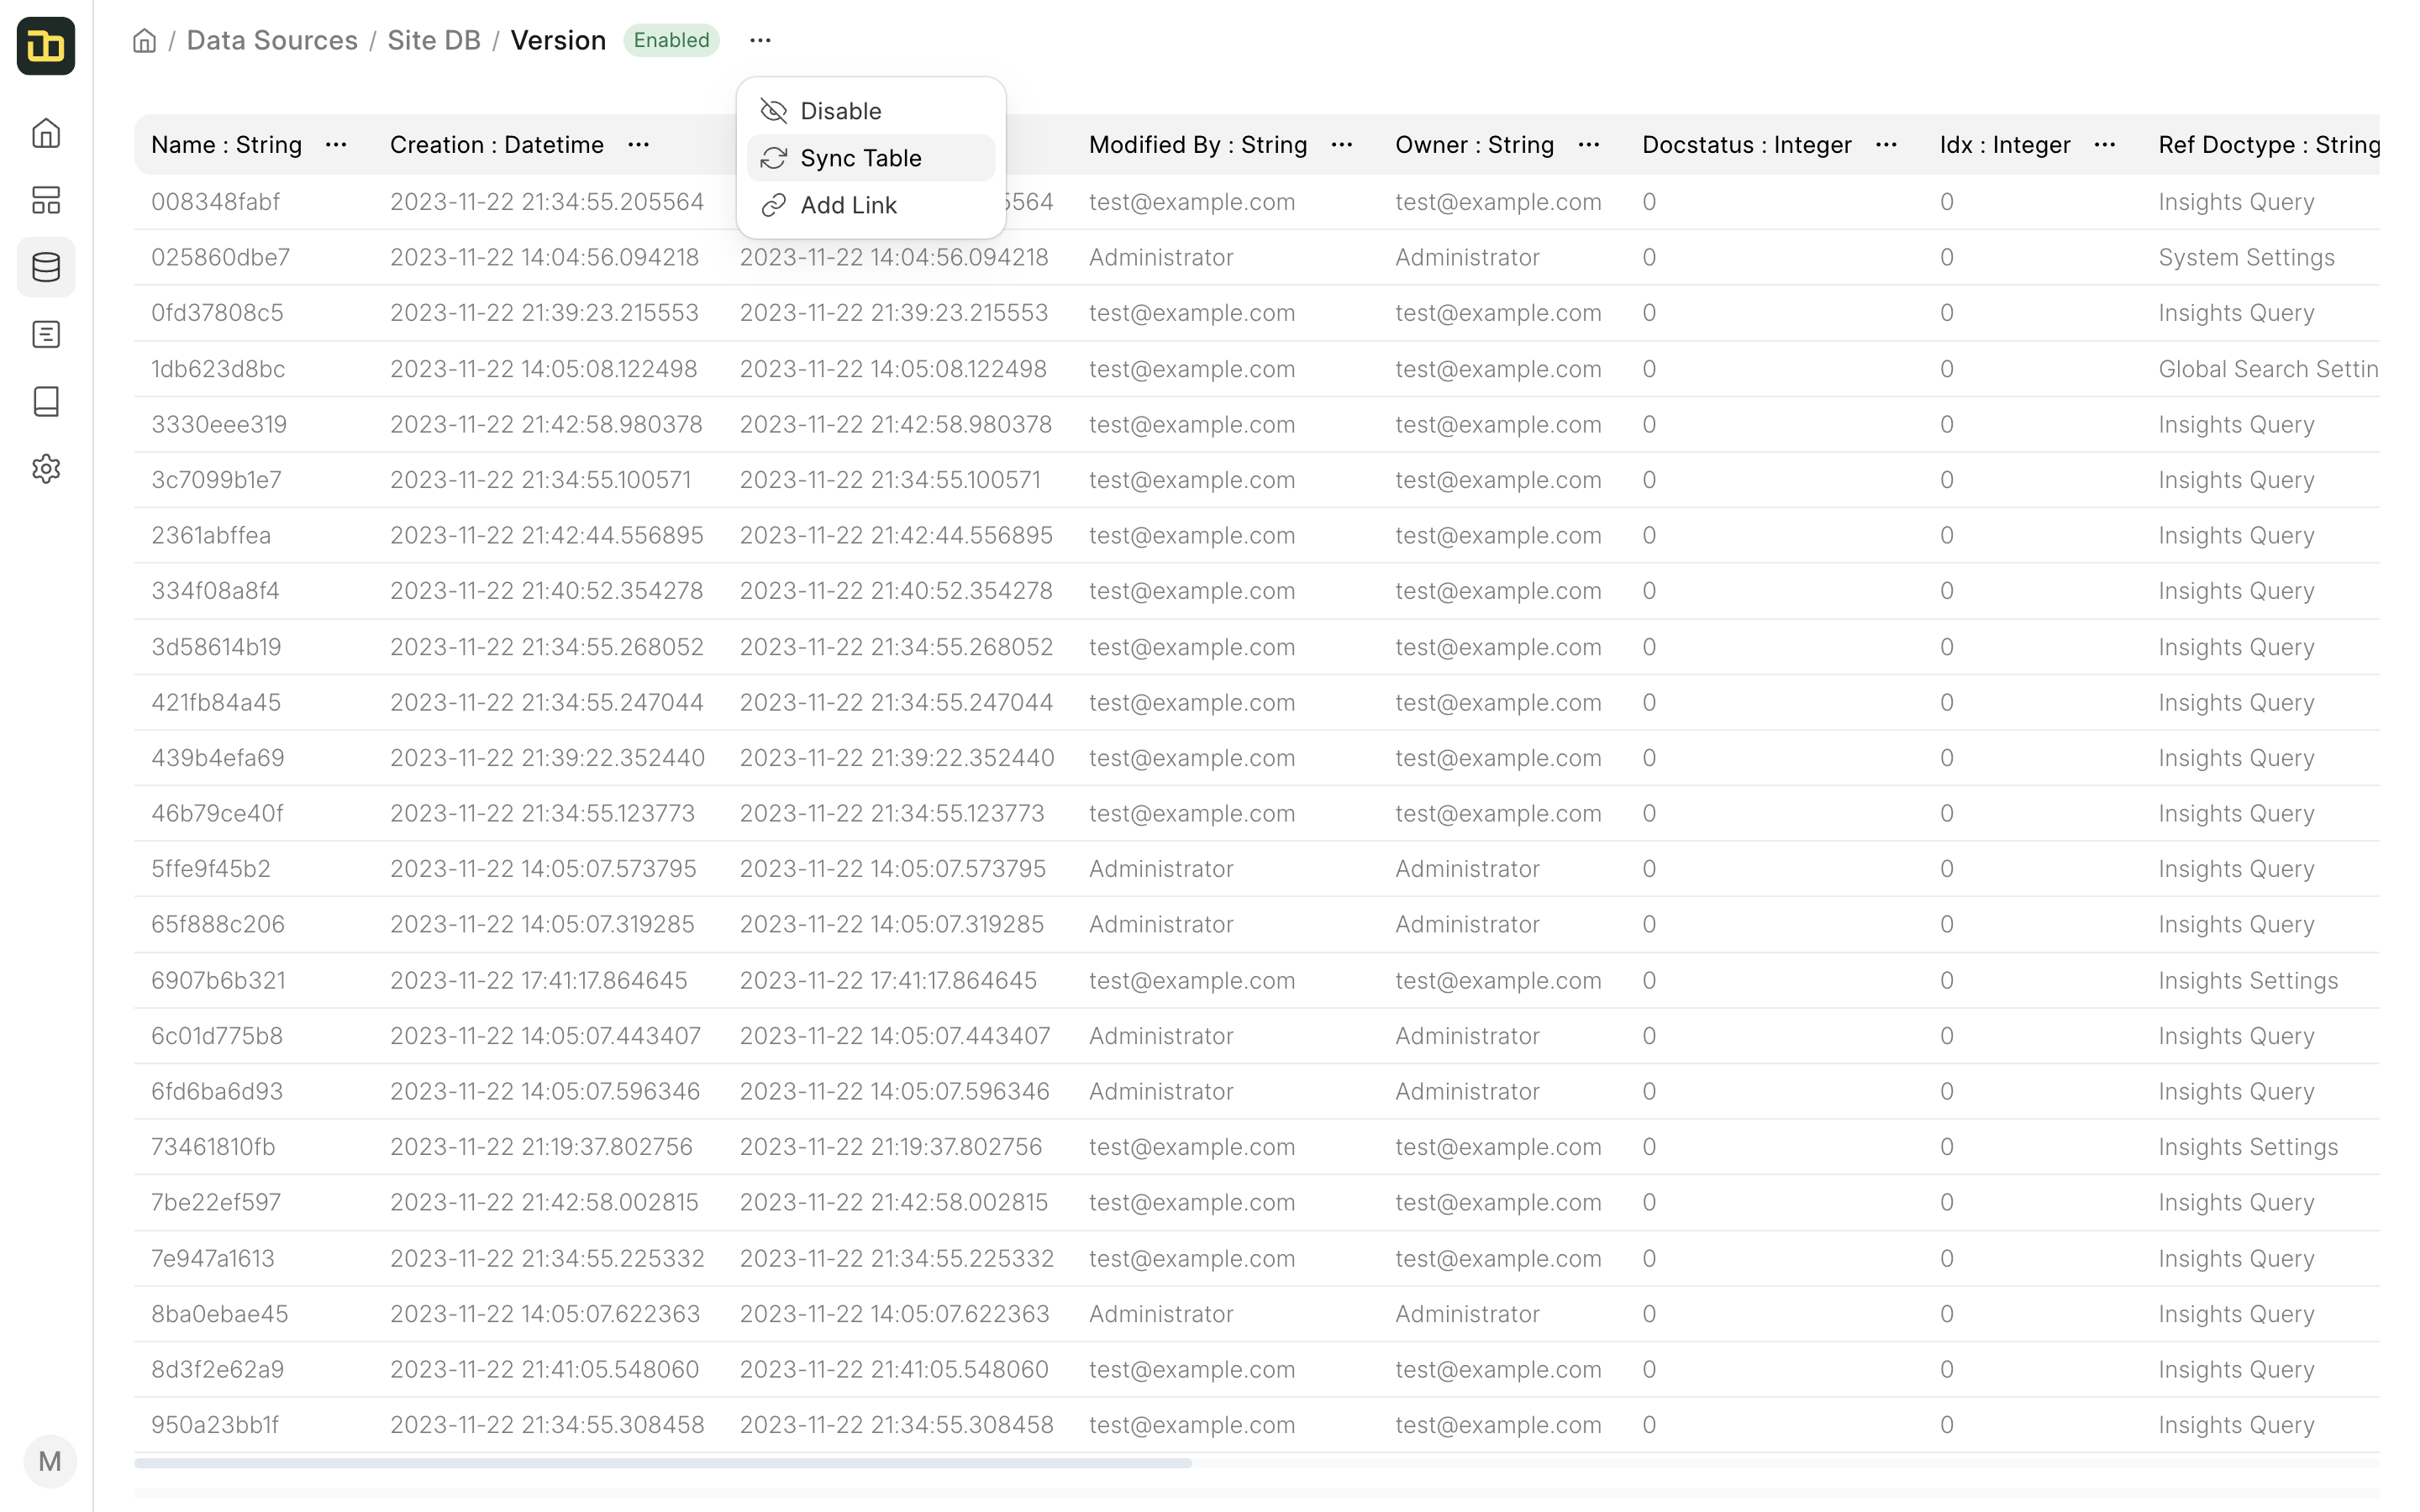 / Data Sources / Site DB / Version Enabled ...
Disable
Sync Table
Add Link
Name : String ... Creation : Datetime ... Modified By : String ... Owner : String ... Docstatus : Integer ... Idx : Integer ... Ref Doctype : String
008348fabf 2023-11-22 21:34:55.205564 5564 test@example.com test@example.com 0 0 Insights Query
025860dbe7 2023-11-22 14:04:56.094218 2023-11-22 14:04:56.094218 Administrator Administrator 0 0 System Settings
0fd37808c5 2023-11-22 21:39:23.215553 2023-11-22 21:39:23.215553 test@example.com test@example.com 0 0 Insights Query
1db623d8bc 2023-11-22 14:05:08.122498 2023-11-22 14:05:08.122498 test@example.com test@example.com 0 0 Global Search Settin
3330eee319 2023-11-22 21:42:58.980378 2023-11-22 21:42:58.980378 test@example.com test@example.com 0 0 Insights Query
3c7099b1e7 2023-11-22 21:34:55.100571 2023-11-22 21:34:55.100571 test@example.com test@example.com 0 0 Insights Query
2361abffea 2023-11-22 21:42:44.556895 2023-11-22 21:42:44.556895 test@example.com test@example.com 0 0 Insights Query
334f08a8f4 2023-11-22 21:40:52.354278 2023-11-22 21:40:52.354278 test@example.com test@example.com 0 0 Insights Query
3d58614b19 2023-11-22 21:34:55.268052 2023-11-22 21:34:55.268052 test@example.com test@example.com 0 0 Insights Query
421fb84a45 2023-11-22 21:34:55.247044 2023-11-22 21:34:55.247044 test@example.com test@example.com 0 0 Insights Query
439b4efa69 2023-11-22 21:39:22.352440 2023-11-22 21:39:22.352440 test@example.com test@example.com 0 0 Insights Query
46b79ce40f 2023-11-22 21:34:55.123773 2023-11-22 21:34:55.123773 test@example.com test@example.com 0 0 Insights Query
5ffe9f45b2 2023-11-22 14:05:07.573795 2023-11-22 14:05:07.573795 Administrator Administrator 0 0 Insights Query
65f888c206 2023-11-22 14:05:07.319285 2023-11-22 14:05:07.319285 Administrator Administrator 0 0 Insights Query
6907b6b321 2023-11-22 17:41:17.864645 2023-11-22 17:41:17.864645 test@example.com test@example.com 0 0 Insights Settings
6c01d775b8 2023-11-22 14:05:07.443407 2023-11-22 14:05:07.443407 Administrator Administrator 0 0 Insights Query
6fd6ba6d93 2023-11-22 14:05:07.596346 2023-11-22 14:05:07.596346 Administrator Administrator 0 0 Insights Query
73461810fb 2023-11-22 21:19:37.802756 2023-11-22 21:19:37.802756 test@example.com test@example.com 0 0 Insights Settings
7be22ef597 2023-11-22 21:42:58.002815 2023-11-22 21:42:58.002815 test@example.com test@example.com 0 0 Insights Query
7e947a1613 2023-11-22 21:34:55.225332 2023-11-22 21:34:55.225332 test@example.com test@example.com 0 0 Insights Query
8ba0ebae45 2023-11-22 14:05:07.622363 2023-11-22 14:05:07.622363 Administrator Administrator 0 0 Insights Query
8d3f2e62a9 2023-11-22 21:41:05.548060 2023-11-22 21:41:05.548060 test@example.com test@example.com 0 0 Insights Query
950a23bb1f 2023-11-22 21:34:55.308458 2023-11-22 21:34:55.308458 test@example.com test@example.com 0 0 Insights Query
M